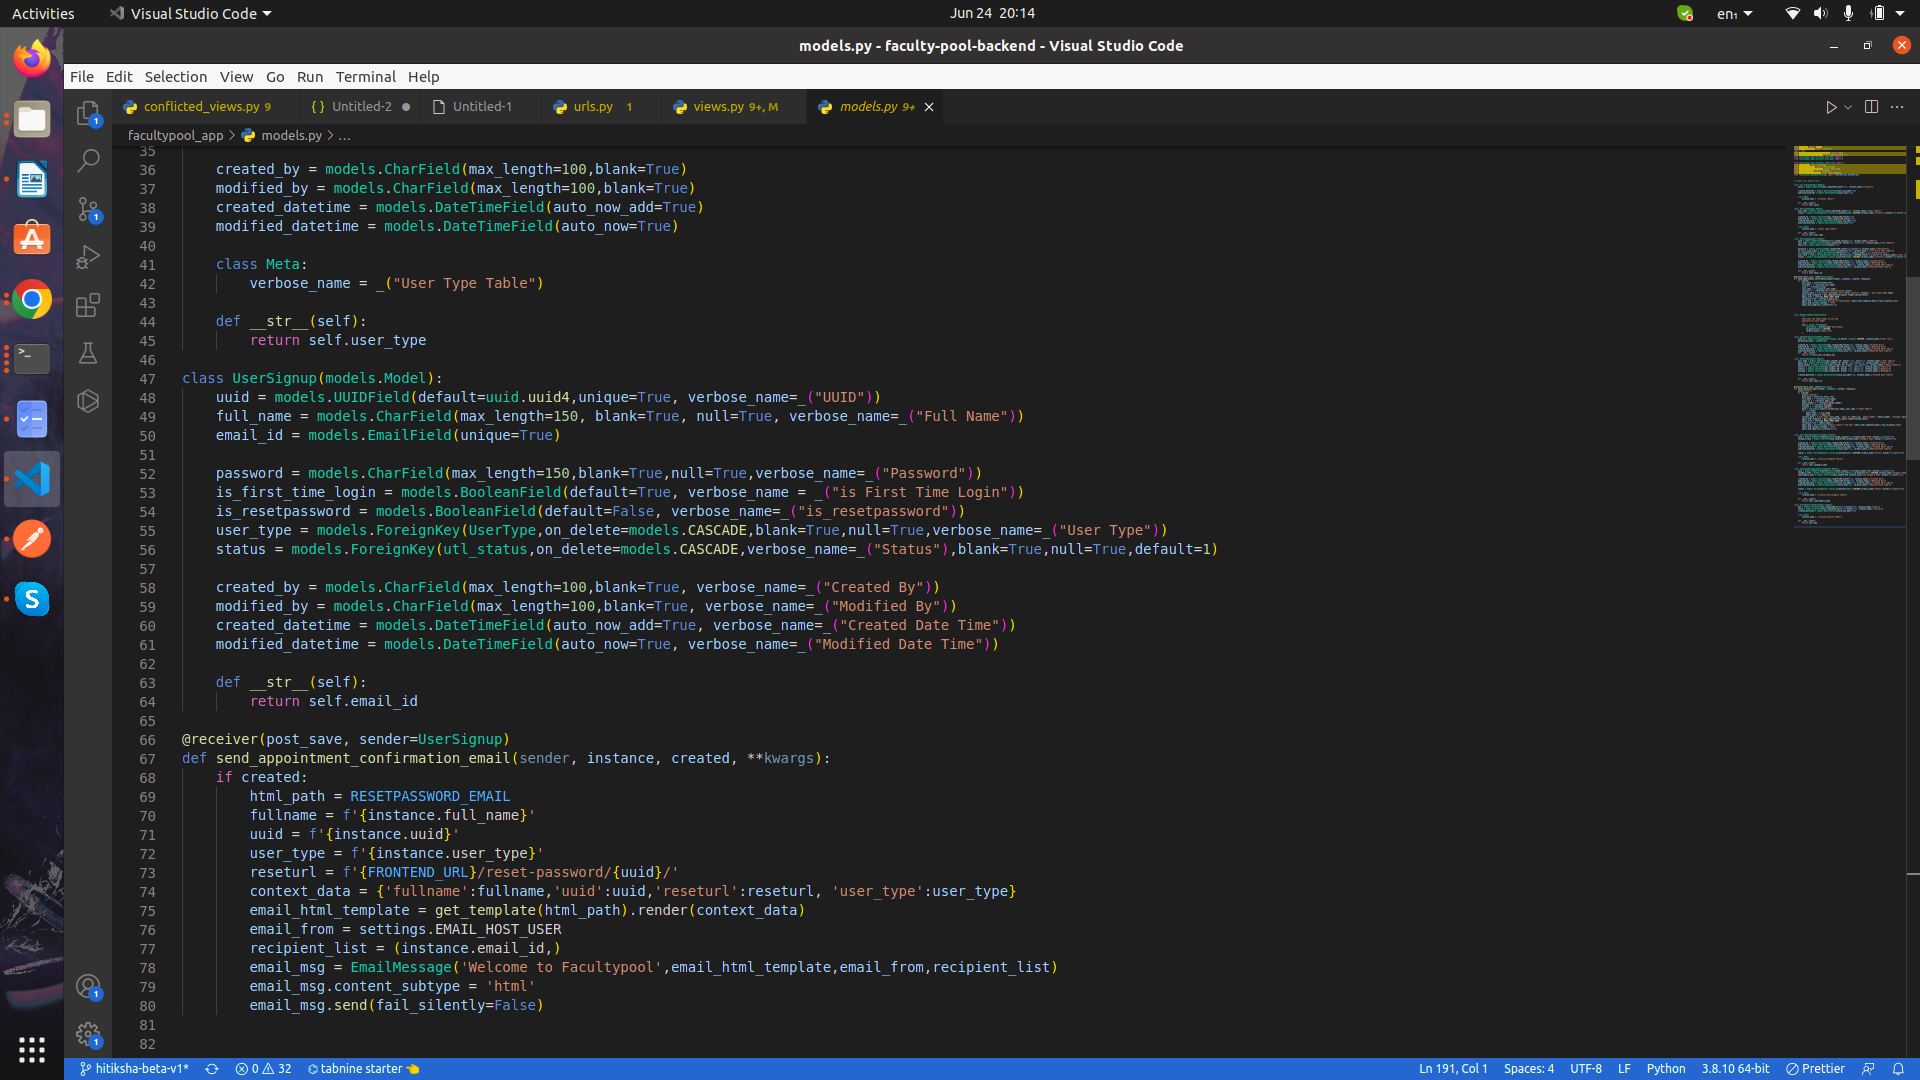 Activities
Visual Studio Code
Jun 24 20:14
en₁
models.py - faculty-pool-backend - Visual Studio Code
File Edit Selection View Go Run Terminal Help
conflicted_views.py 9
{} Untitled-2
Untitled-1
urls.py 1
views.py 9+, M
models.py 9+
facultypool_app > models.py > ...
35
36 created_by = models.CharField(max_length=100,blank=True)
37 modified_by = models.CharField(max_length=100,blank=True)
38 created_datetime = models.DateTimeField(auto_now_add=True)
39 modified_datetime = models.DateTimeField(auto_now=True)
40
41 class Meta:
42 verbose_name = _("User Type Table")
43
44 def __str__(self):
45 return self.user_type
46
47 class UserSignup(models.Model):
48 uuid = models.UUIDField(default=uuid.uuid4,unique=True, verbose_name=_("UUID"))
49 full_name = models.CharField(max_length=150, blank=True, null=True, verbose_name=_("Full Name"))
50 email_id = models.EmailField(unique=True)
51
52 password = models.CharField(max_length=150,blank=True,null=True,verbose_name=_("Password"))
53 is_first_time_login = models.BooleanField(default=True, verbose_name = _("is First Time Login"))
54 is_resetpassword = models.BooleanField(default=False, verbose_name=_("is_resetpassword"))
55 user_type = models.ForeignKey(UserType,on_delete=models.CASCADE,blank=True,null=True,verbose_name=_("User Type"))
56 status = models.ForeignKey(utl_status,on_delete=models.CASCADE,verbose_name=_("Status"),blank=True,null=True,default=1)
57
58 created_by = models.CharField(max_length=100,blank=True, verbose_name=_("Created By"))
59 modified_by = models.CharField(max_length=100,blank=True, verbose_name=_("Modified By"))
60 created_datetime = models.DateTimeField(auto_now_add=True, verbose_name=_("Created Date Time"))
61 modified_datetime = models.DateTimeField(auto_now=True, verbose_name=_("Modified Date Time"))
62
63 def __str__(self):
64 return self.email_id
65
66 @receiver(post_save, sender=UserSignup)
67 def send_appointment_confirmation_email(sender, instance, created, **kwargs):
68 if created:
69 html_path = RESETPASSWORD_EMAIL
70 fullname = f'{instance.full_name}'
71 uuid = f'{instance.uuid}'
72 user_type = f'{instance.user_type}'
73 reseturl = f'{FRONTEND_URL}/reset-password/{uuid}/'
74 context_data = {'fullname':fullname,'uuid':uuid,'reseturl':reseturl, 'user_type':user_type}
75 email_html_template = get_template(html_path).render(context_data)
76 email_from = settings.EMAIL_HOST_USER
77 recipient_list = (instance.email_id,)
78 email_msg = EmailMessage('Welcome to Facultypool',email_html_template,email_from,recipient_list)
79 email_msg.content_subtype = 'html'
80 email_msg.send(fail_silently=False)
81
82
1
1
1
1
hitiksha-beta-v1*
0 32
tabnine starter
Ln 191, Col 1
Spaces: 4
UTF-8
LF
Python
3.8.10 64-bit
Prettier